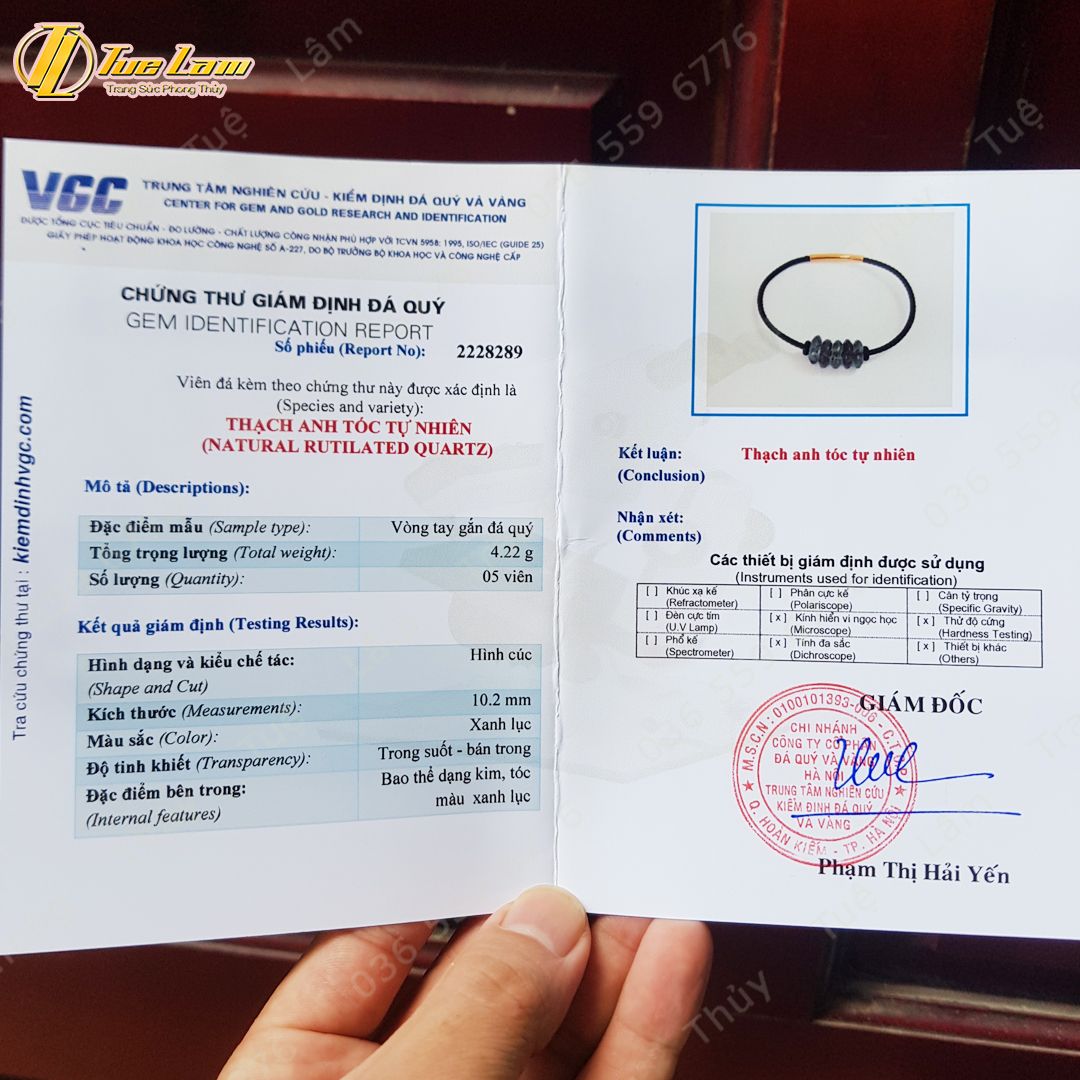 Tue Lam
Trang Sức Phong Thủy
VGC
TRUNG TÂM NGHIÊN CỨU - KIỂM ĐỊNH ĐÁ QUÝ VÀ VÀNG
CENTER FOR GEM AND GOLD RESEARCH AND IDENTIFICATION
ĐƯỢC TỔNG CỤC TIÊU CHUẨN - ĐO LƯỜNG - CHẤT LƯỢNG CÔNG NHẬN PHÙ HỢP VỚI TCVN 5958: 1995, ISO/IEC (GUIDE 25)
GIẤY PHÉP HOẠT ĐỘNG KHOA HỌC CÔNG NGHỆ SỐ A-227, DO BỘ TRƯỞNG BỘ KHOA HỌC VÀ CÔNG NGHỆ CẤP
CHỨNG THƯ GIÁM ĐỊNH ĐÁ QUÝ
GEM IDENTIFICATION REPORT
Số phiếu (Report No): 2228289
Viên đá kèm theo chứng thư này được xác định là
(Species and variety):
THẠCH ANH TÓC TỰ NHIÊN
(NATURAL RUTILATED QUARTZ)
Mô tả (Descriptions):
Đặc điểm mẫu (Sample type): Vòng tay gắn đá quý
Tổng trọng lượng (Total weight): 4.22 g
Số lượng (Quantity): 05 viên
Kết quả giám định (Testing Results):
Hình dạng và kiểu chế tác: Hình cúc
(Shape and Cut)
Kích thước (Measurements): 10.2 mm
Màu sắc (Color): Xanh lục
Độ tinh khiết (Transparency): Trong suốt - bán trong
Đặc điểm bên trong: Bao thể dạng kim, tóc
(Internal features) màu xanh lục
Tra cứu chứng thư tại : kiemdinhvgc.com
Kết luận: Thạch anh tóc tự nhiên
(Conclusion)
Nhận xét:
(Comments)
Các thiết bị giám định được sử dụng
(Instruments used for identification)
[ ] Khúc xạ kế [ ] Phân cực kế [ ] Cân tỷ trọng
(Refractometer) (Polariscope) (Specific Gravity)
[ ] Đèn cực tím [x] Kính hiển vi ngọc học [x] Thử độ cứng
(U.V Lamp) (Microscope) (Hardness Testing)
[ ] Phổ kế [x] Tính đa sắc [x] Thiết bị khác
(Spectrometer) (Dichroscope) (Others)
GIÁM ĐỐC
M.S.C.N: 0100101393-006 - C.T.C.P
CHI NHÁNH
CÔNG TY CỔ PHẦN
ĐÁ QUÝ VÀ VÀNG
HÀ NỘI
TRUNG TÂM NGHIÊN CỨU
KIỂM ĐỊNH ĐÁ QUÝ
VÀ VÀNG
Q. HOÀN KIẾM - TP. HÀ NỘI
Phạm Thị Hải Yến
Tuệ Lâm
036 559 6776
Thủy